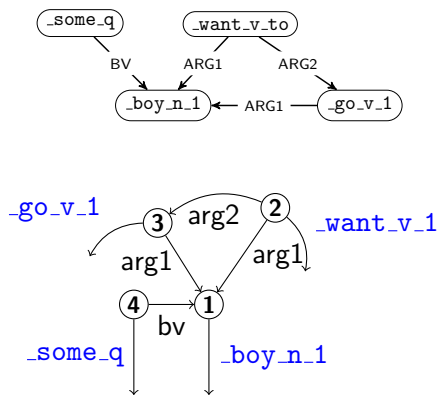 _some_q _want_v_to
BV ARG1 ARG2
_boy_n_1 ARG1 _go_v_1
_go_v_1 3 arg2 2 _want_v_1
arg1 arg1
4 bv 1
_some_q _boy_n_1